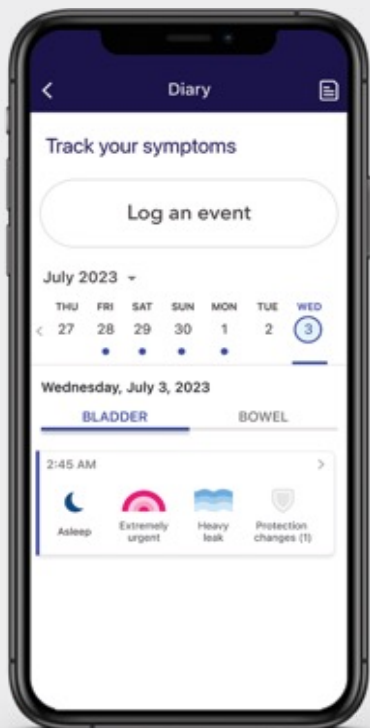 Diary
Track your symptoms
Log an event
July 2023
THU FRI SAT SUN MON TUE WED
27 28 29 30 1 2 3
Wednesday, July 3, 2023
BLADDER BOWEL
2:45 AM
Asleep Extremely urgent Heavy leak Protection changes (1)